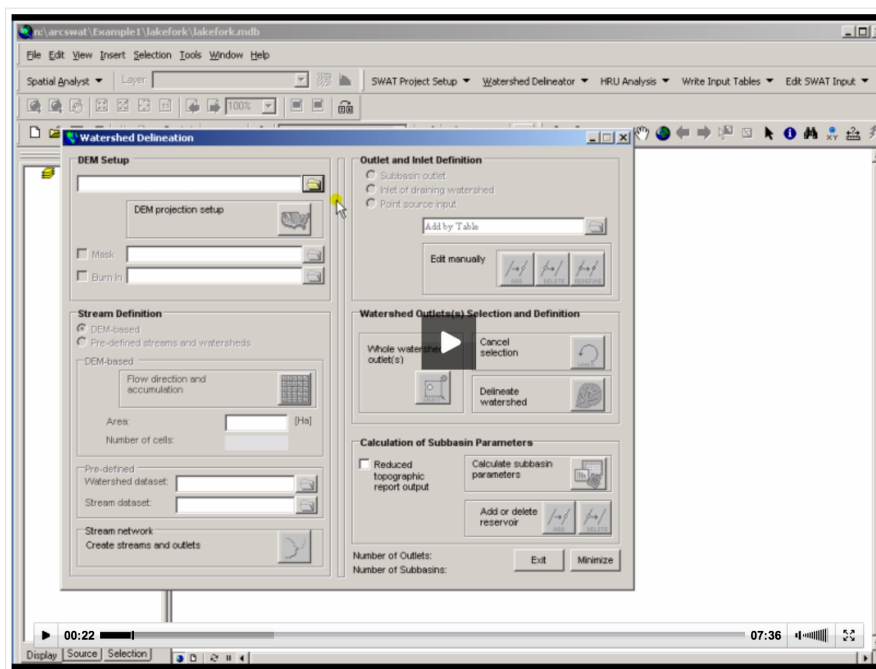 n:\arcswat\Example1\lakefork\lakefork.mdb
File Edit View Insert Selection Tools Window Help
Spatial Analyst Layer: SWAT Project Setup Watershed Delineator HRU Analysis Write Input Tables Edit SWAT Input
100%
Watershed Delineation
DEM Setup
DEM projection setup
Mask
Burn In
Stream Definition
DEM-based
Pre-defined streams and watersheds
DEM-based
Flow direction and
accumulation
Area: [Ha]
Number of cells:
Pre-defined
Watershed dataset:
Stream dataset:
Stream network
Create streams and outlets
Outlet and Inlet Definition
Subbasin outlet
Inlet of draining watershed
Point source input
Add by Table
Edit manually
ADD DELETE REDEFINE
Watershed Outlets(s) Selection and Definition
Whole watershed
outlet(s)
Cancel
selection
Delineate
watershed
Calculation of Subbasin Parameters
Reduced
topographic
report output
Calculate subbasin
parameters
Add or delete
reservoir
ADD DELETE
Number of Outlets:
Number of Subbasins:
Exit Minimize
XY
00:22 07:36
Display Source Selection